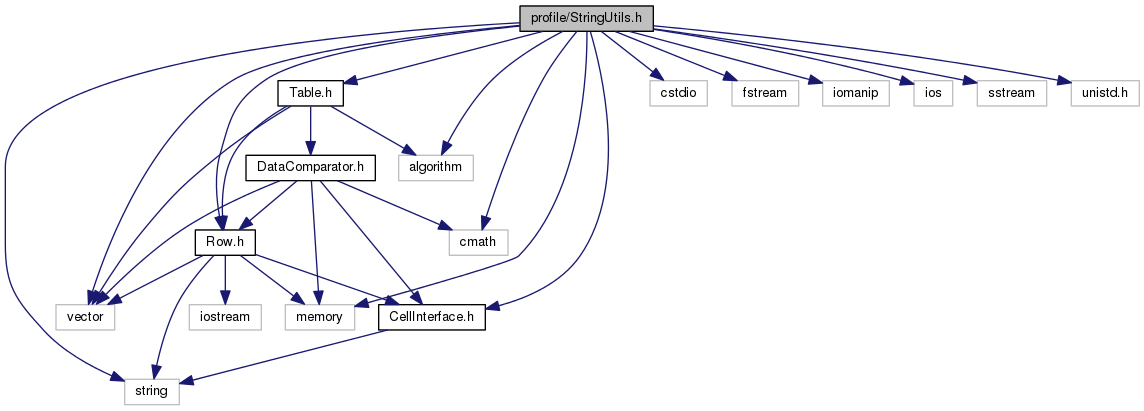 profile/StringUtils.h
Table.h
cstdio
fstream
iomanip
ios
sstream
unistd.h
DataComparator.h
algorithm
Row.h
cmath
vector
iostream
memory
CellInterface.h
string